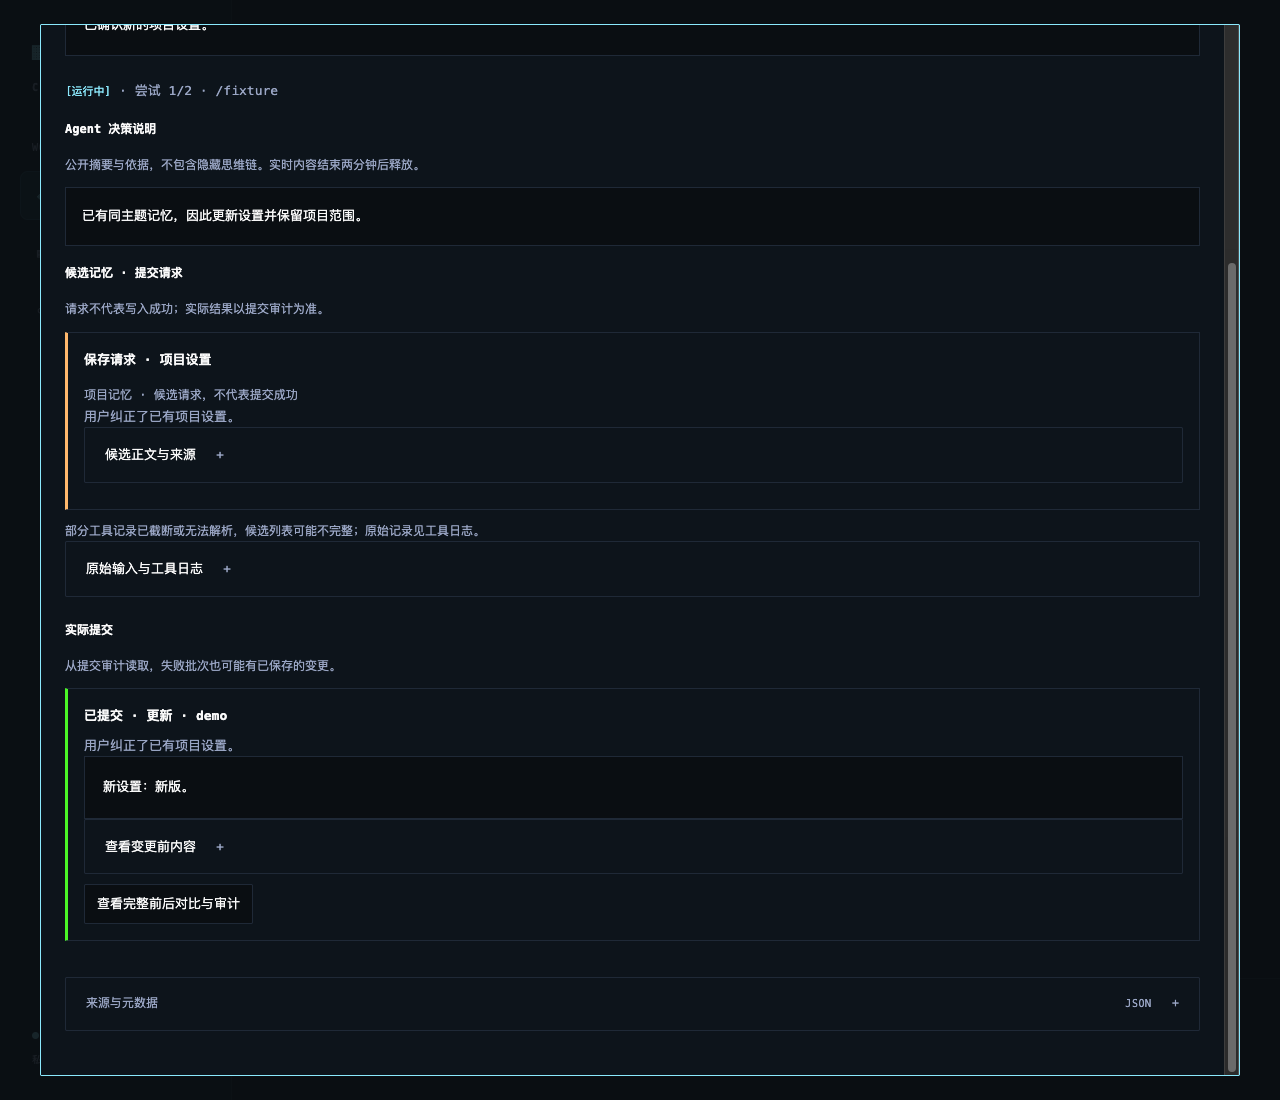 已确认新的项目设置。
[运行中] · 尝试 1/2 · /fixture
Agent 决策说明
公开摘要与依据，不包含隐藏思维链。实时内容结束两分钟后释放。
已有同主题记忆，因此更新设置并保留项目范围。
候选记忆 · 提交请求
请求不代表写入成功；实际结果以提交审计为准。
保存请求 · 项目设置
项目记忆 · 候选请求，不代表提交成功
用户纠正了已有项目设置。
候选正文与来源 +
部分工具记录已截断或无法解析，候选列表可能不完整；原始记录见工具日志。
原始输入与工具日志 +
实际提交
从提交审计读取，失败批次也可能有已保存的变更。
已提交 · 更新 · demo
用户纠正了已有项目设置。
新设置：新版。
查看变更前内容 +
查看完整前后对比与审计
来源与元数据 JSON +